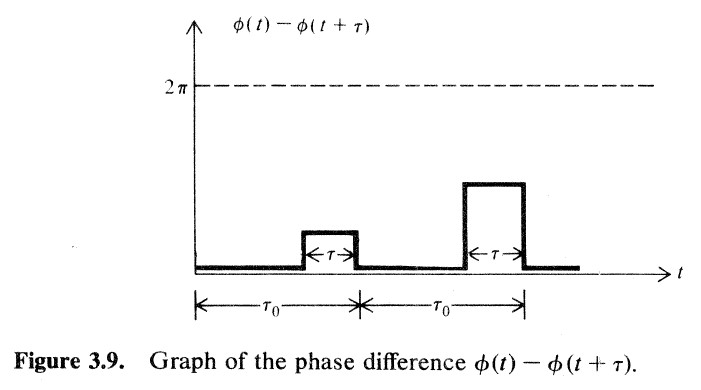 ϕ(t) − ϕ(t + τ)
2π
τ
τ
t
τ₀
τ₀
Figure 3.9. Graph of the phase difference ϕ(t) − ϕ(t + τ).